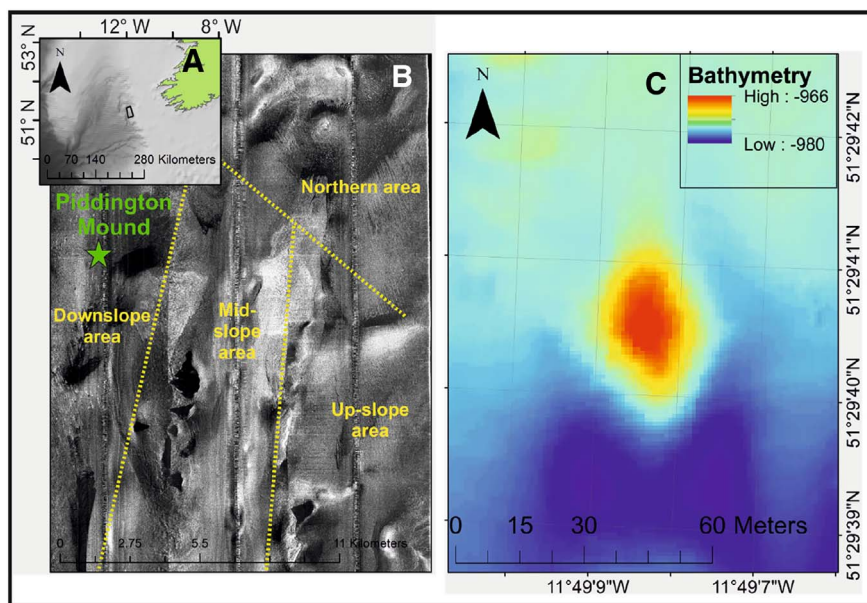 12° W 8° W
53° N
51° N
A
N
0 70 140 280 Kilometers
B
Northern area
Piddington
Mound
Downslope
area
Mid-
slope
area
Up-slope
area
0 2.75 5.5 11 Kilometers
C
N
Bathymetry
High : -966
Low : -980
51°29'42"N
51°29'41"N
51°29'40"N
51°29'39"N
0 15 30 60 Meters
11°49'9"W 11°49'7"W